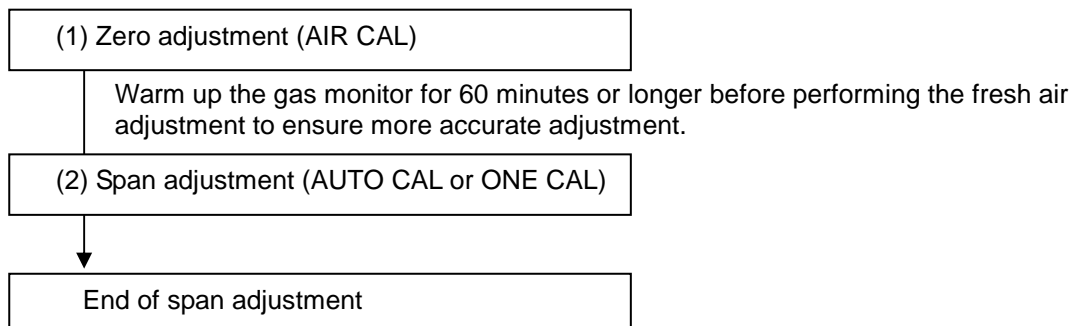 (1) Zero adjustment (AIR CAL)
Warm up the gas monitor for 60 minutes or longer before performing the fresh air
adjustment to ensure more accurate adjustment.
(2) Span adjustment (AUTO CAL or ONE CAL)
End of span adjustment